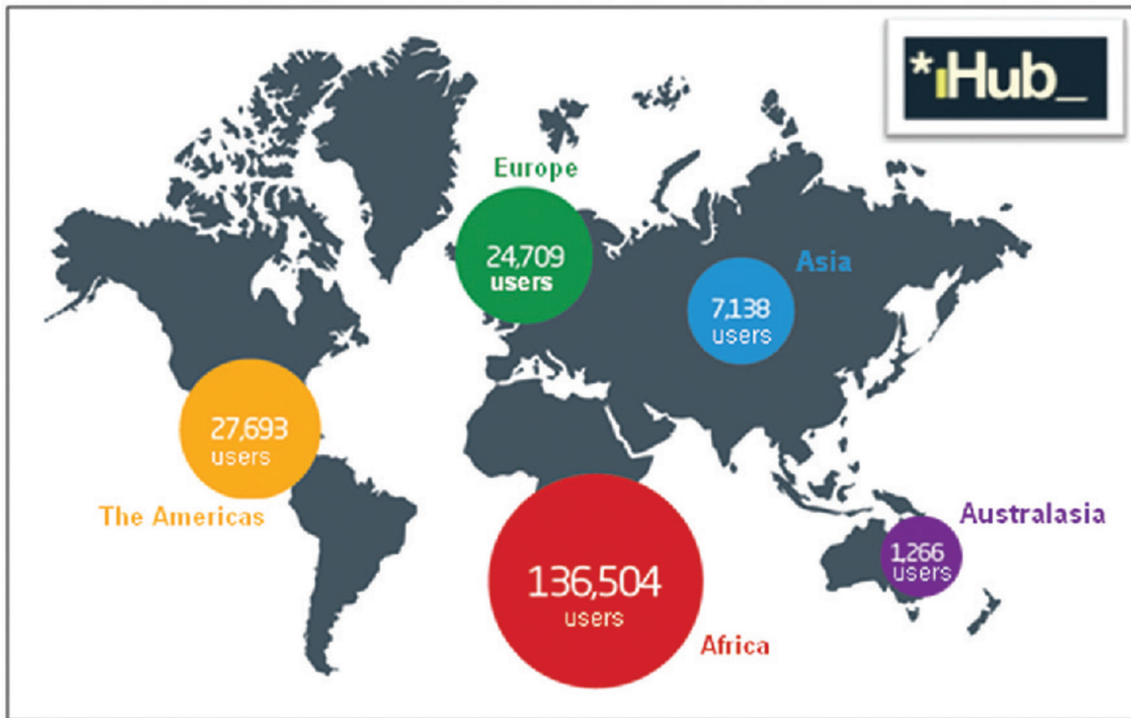 *iHub_
Europe
24,709
users
Asia
7,138
users
27,693
users
The Americas
Australasia
1,266
users
136,504
users
Africa